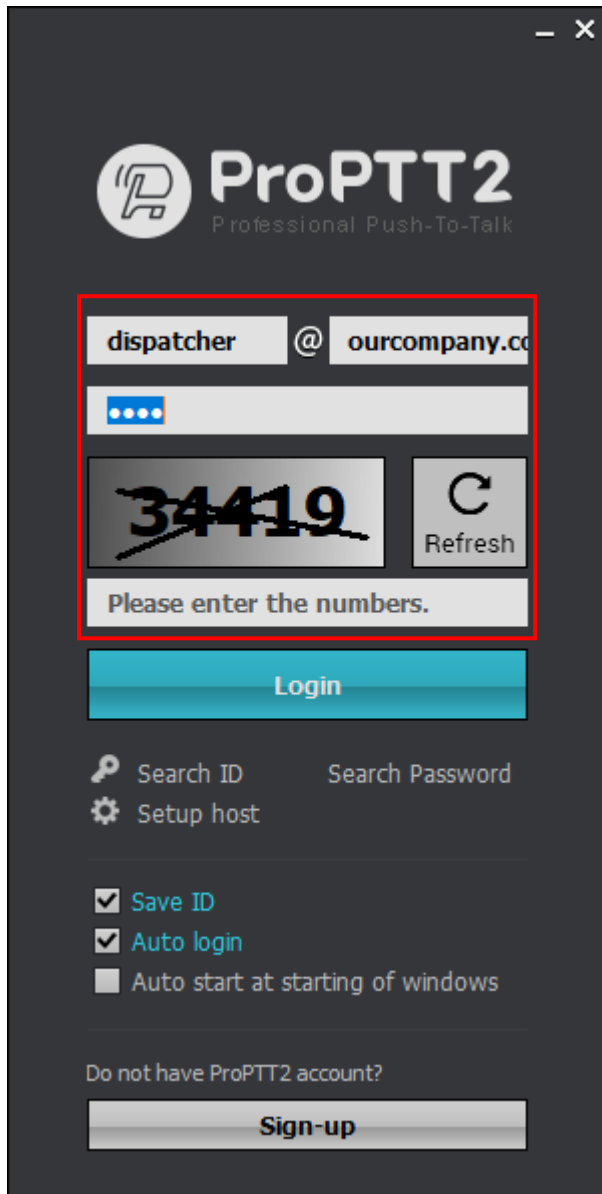 ProPTT2
Professional Push-To-Talk
dispatcher @ ourcompany.co
••••
34419
Refresh
Please enter the numbers.
Login
Search ID Search Password
Setup host
Save ID
Auto login
Auto start at starting of windows
Do not have ProPTT2 account?
Sign-up